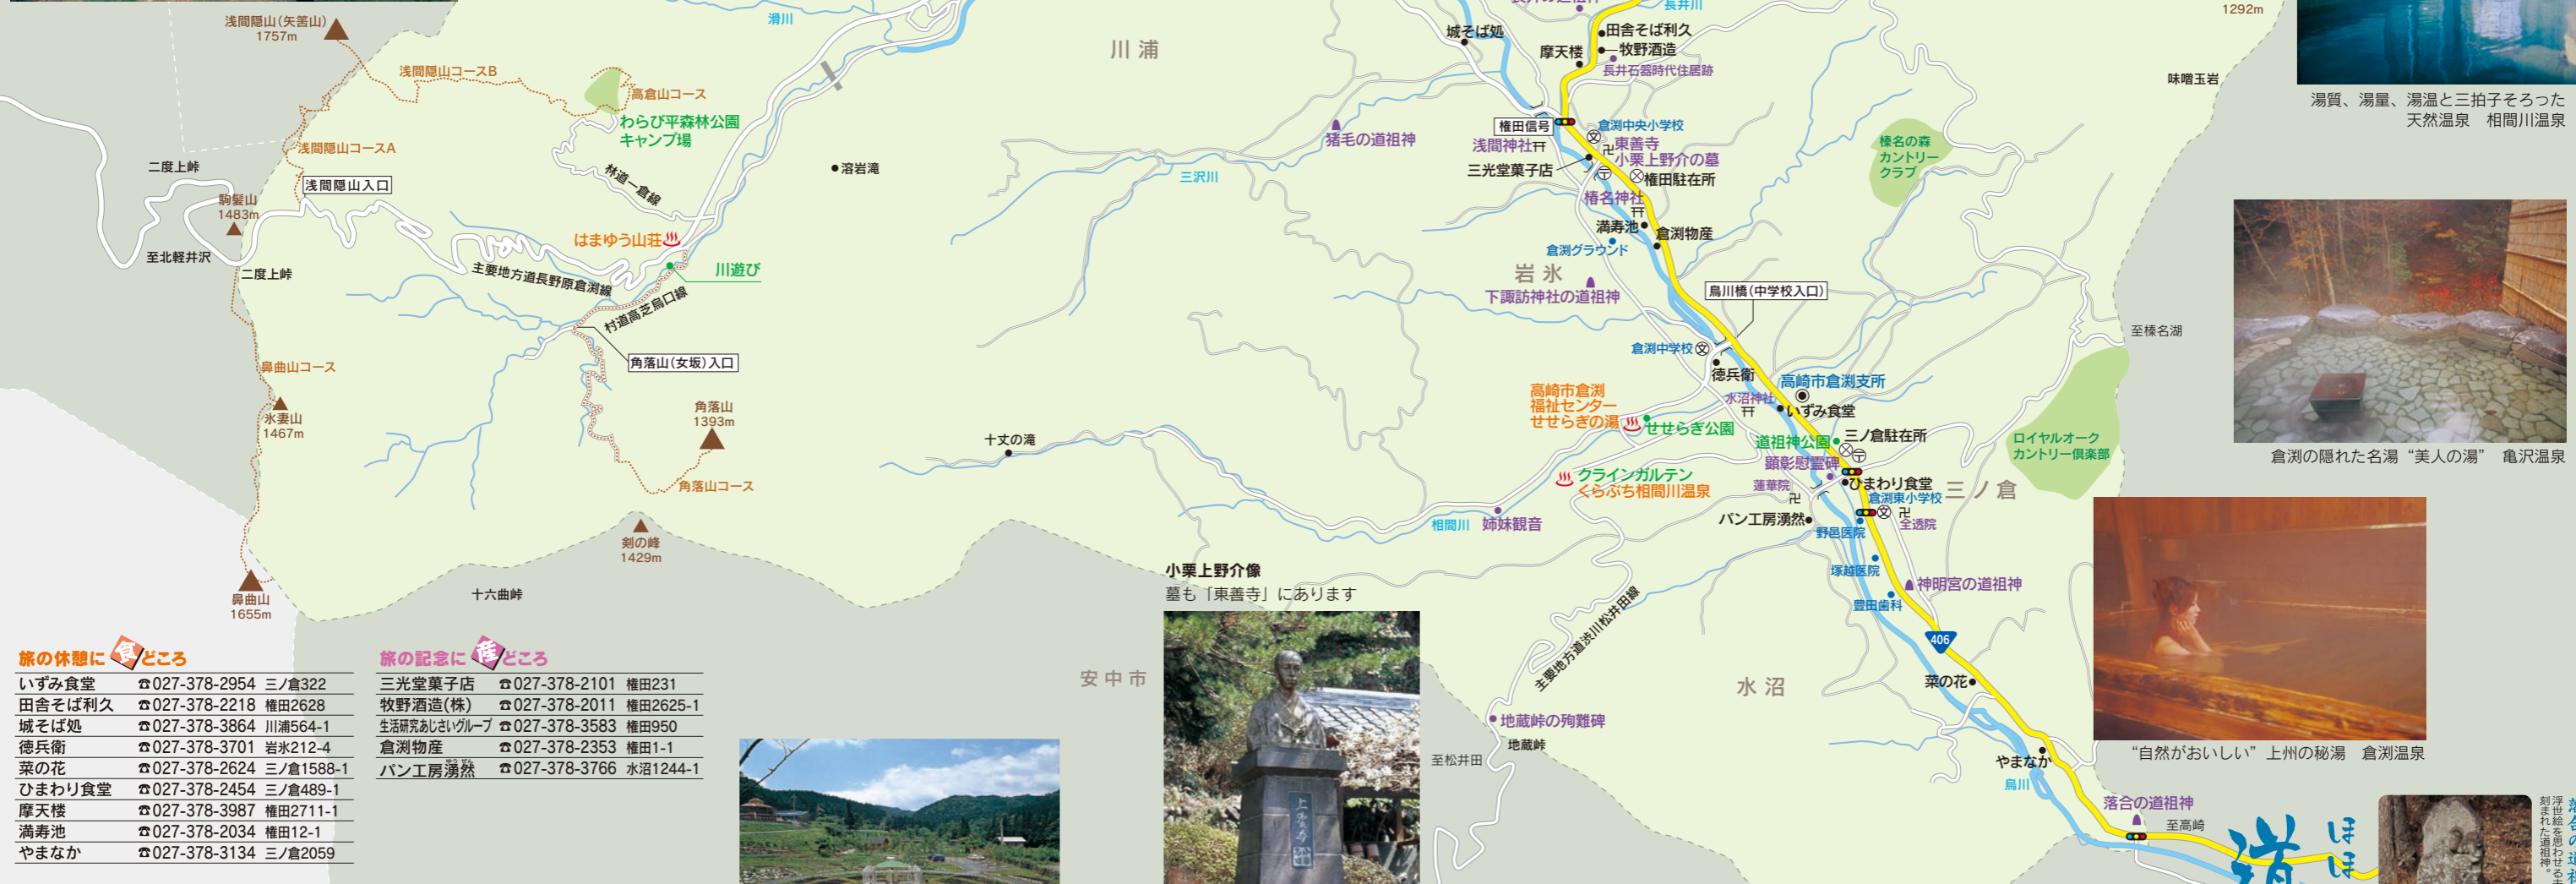 浅間隠山(矢筈山)
1757m
滑川
川浦
長井川
城そば処
田舎そば利久
摩天楼
牧野酒造
長井石器時代住居跡
1292m
味噌玉岩
湯質、湯量、湯温と三拍子そろった
天然温泉　相間川温泉
浅間隠山コースB
高倉山コース
わらび平森林公園
キャンプ場
浅間隠山コースA
二度上峠
浅間隠山入口
林道一倉線
溶岩滝
猪毛の道祖神
三沢川
権田信号
倉渕中央小学校
浅間神社
東善寺
小栗上野介の墓
三光堂菓子店
権田駐在所
椿名神社
榛名の森
カントリー
クラブ
駒髪山
1483m
満寿池
倉渕物産
倉渕グラウンド
はまゆう山荘
至北軽井沢
二度上峠
主要地方道長野原倉渕線
川遊び
村道高芝鳥口線
岩氷
下諏訪神社の道祖神
烏川橋(中学校入口)
至榛名湖
倉渕中学校
角落山(女坂)入口
鼻曲山コース
徳兵衛
高崎市倉渕支所
高崎市倉渕
福祉センター
せせらぎの湯
水沼神社
いずみ食堂
氷妻山
1467m
角落山
1393m
せせらぎ公園
道祖神公園
三ノ倉駐在所
十丈の滝
ロイヤルオーク
カントリー倶楽部
倉渕の隠れた名湯 “美人の湯”　亀沢温泉
顕彰慰霊碑
クラインガルテン
くらぶち相間川温泉
蓮華院
ひまわり食堂
三ノ倉
角落山コース
倉渕東小学校
相間川
姉妹観音
パン工房湧然
全透院
野邑医院
剣の峰
1429m
小栗上野介像
墓も「東善寺」にあります
塚越医院
神明宮の道祖神
鼻曲山
1655m
十六曲峠
豊田歯科
主要地方道渋川松井田線
406
安中市
水沼
菜の花
地蔵峠の殉難碑
地蔵峠
至松井田
“自然がおいしい” 上州の秘湯　倉渕温泉
やまなか
烏川
落合の道祖神
至高崎
旅の休憩に 食どころ
いずみ食堂 ☎027-378-2954 三ノ倉322
田舎そば利久 ☎027-378-2218 権田2628
城そば処 ☎027-378-3864 川浦564-1
徳兵衛 ☎027-378-3701 岩氷212-4
菜の花 ☎027-378-2624 三ノ倉1588-1
ひまわり食堂 ☎027-378-2454 三ノ倉489-1
摩天楼 ☎027-378-3987 権田2711-1
満寿池 ☎027-378-2034 権田12-1
やまなか ☎027-378-3134 三ノ倉2059
旅の記念に 産どころ
三光堂菓子店 ☎027-378-2101 権田231
牧野酒造(株) ☎027-378-2011 権田2625-1
生活研究あじさいグループ ☎027-378-3583 権田950
倉渕物産 ☎027-378-2353 権田1-1
パン工房湧然 ☎027-378-3766 水沼1244-1
道
ほほ
刻まれた道祖神。